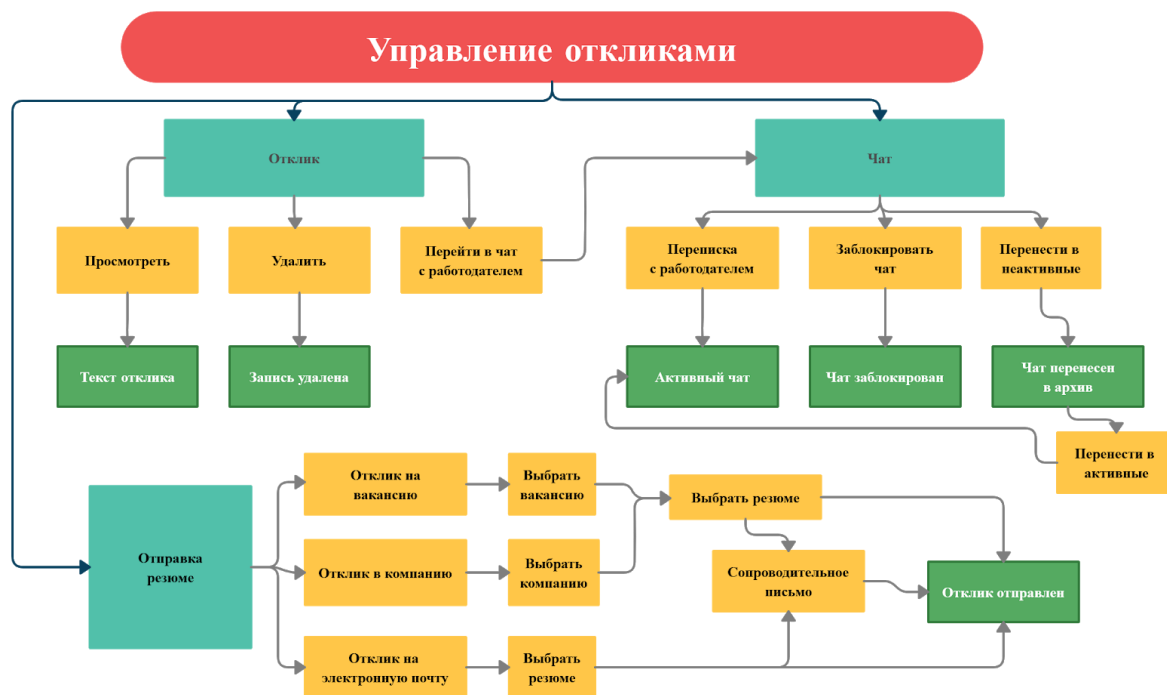 Управление откликами
Отклик
Чат
Просмотреть
Удалить
Перейти в чат
с работодателем
Переписка
с работодателем
Заблокировать
чат
Перенести в
неактивные
Текст отклика
Запись удалена
Активный чат
Чат заблокирован
Чат перенесен
в архив
Перенести в
активные
Отправка
резюме
Отклик на
вакансию
Выбрать
вакансию
Выбрать резюме
Отклик в компанию
Выбрать
компанию
Сопроводительное
письмо
Отклик отправлен
Отклик на
электронную почту
Выбрать
резюме